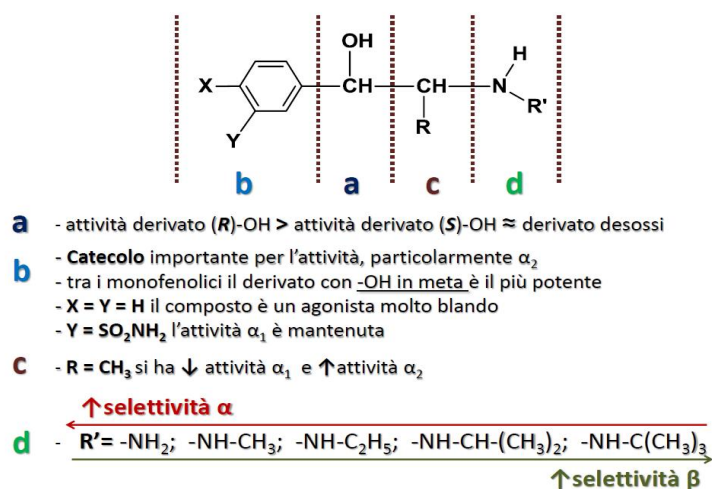 OH
H
X
CH
CH
N
Y
R
R'
b a c d
a - attività derivato (R)-OH > attività derivato (S)-OH ≈ derivato desossi
b - Catecolo importante per l'attività, particolarmente α₂
- tra i monofenolici il derivato con -OH in meta è il più potente
- X = Y = H il composto è un agonista molto blando
- Y = SO₂NH₂ l'attività α₁ è mantenuta
c - R = CH₃ si ha ↓ attività α₁ e ↑attività α₂
↑selettività α
d - R'= -NH₂; -NH-CH₃; -NH-C₂H₅; -NH-CH-(CH₃)₂; -NH-C(CH₃)₃
↑selettività β